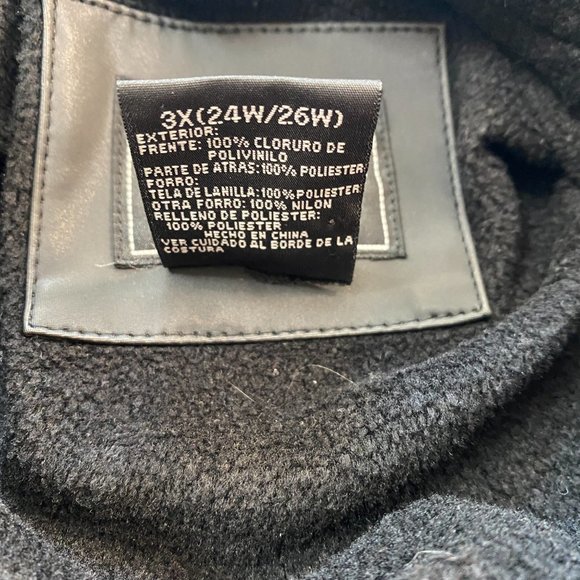 3X(24W/26W)
EXTERIOR:
FRENTE: 100% CLORURO DE
POLIVINILO
PARTE DE ATRAS:100% POLIESTER
FORRO:
TELA DE LANILLA:100%POLIESTER
OTRA FORRO: 100% NILON
RELLENO DE POLIESTER:
100% POLIESTER
HECHO EN CHINA
VER CUIDADO AL BORDE DE LA
COSTURA